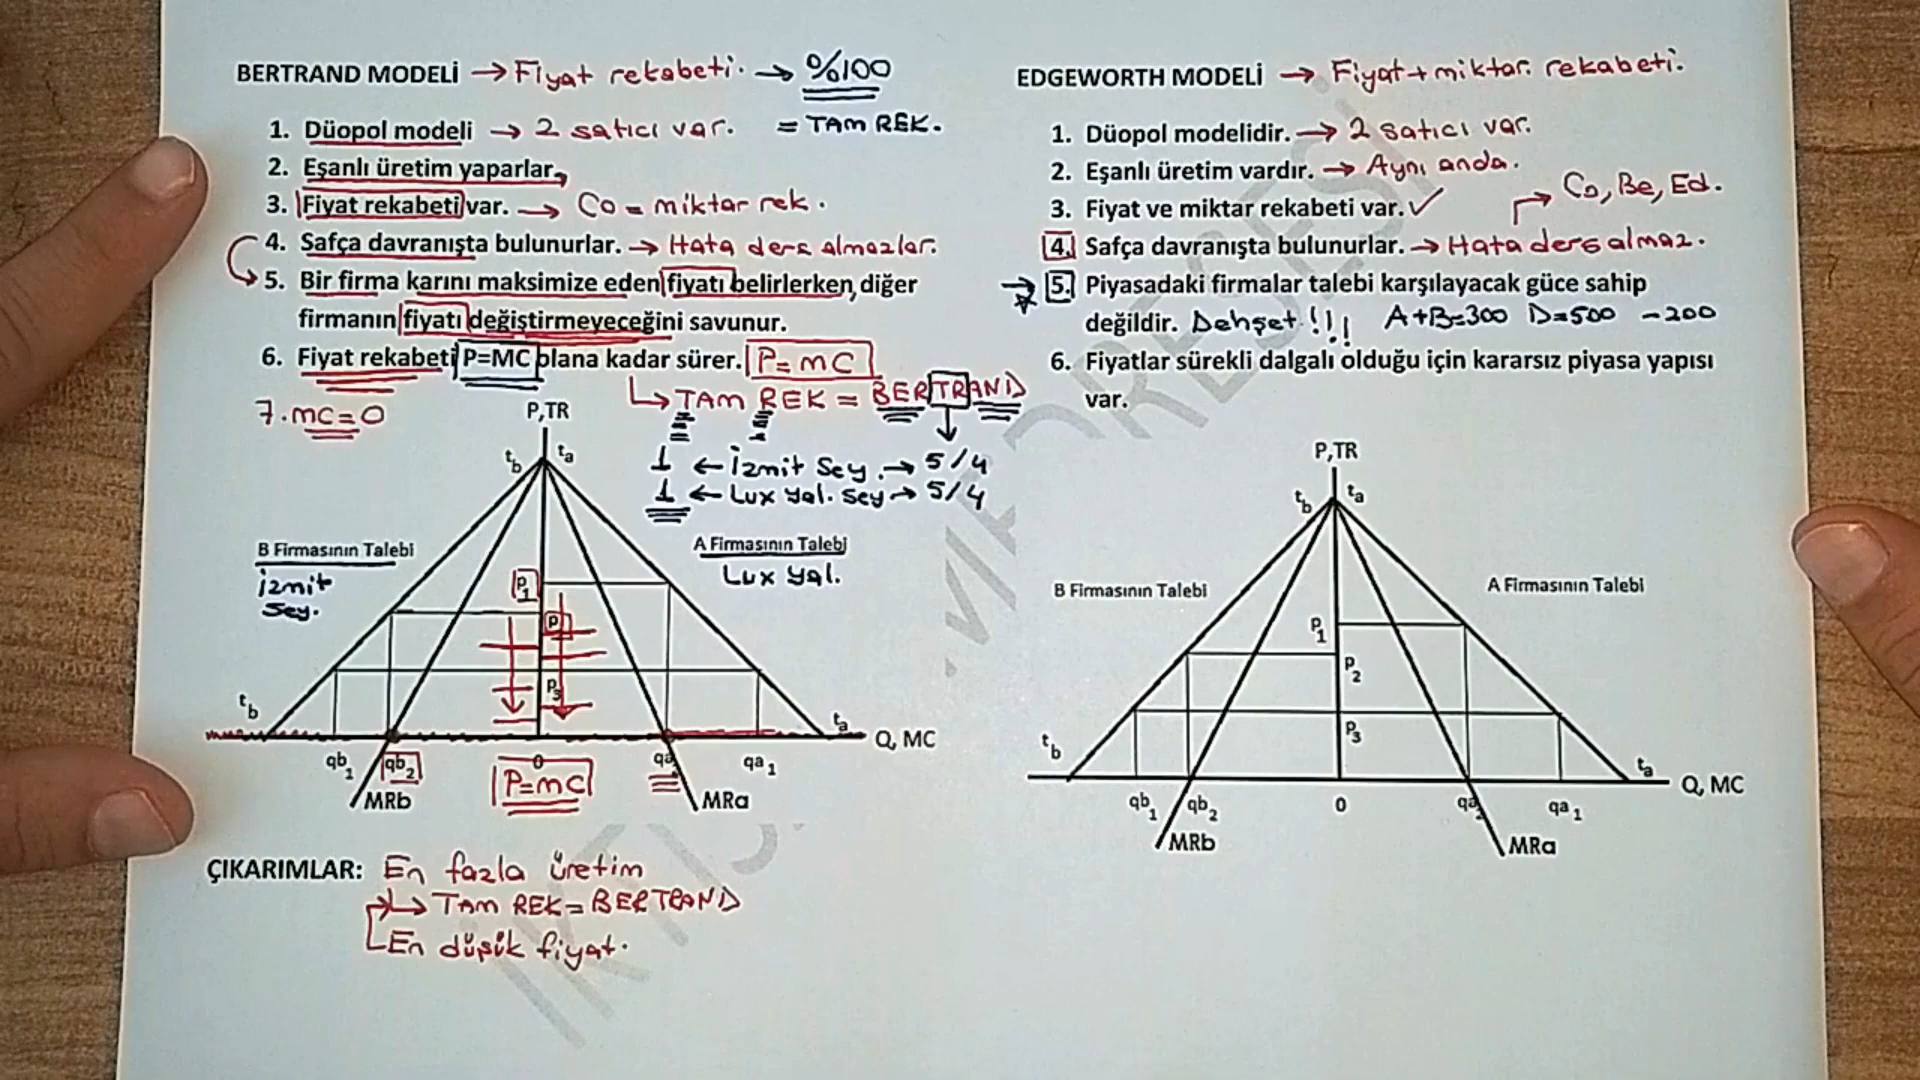 BERTRAND MODELİ → Fiyat rekabeti. → %100
= TAM REK.
1. Düopol modeli → 2 satıcı var.
2. Eşanlı üretim yaparlar.
3. Fiyat rekabeti var. → Co = miktar rek.
4. Safça davranışta bulunurlar. → Hata ders almazlar.
5. Bir firma karını maksimize eden fiyatı belirlerken, diğer
firmanın fiyatı değiştirmeyeceğini savunur.
6. Fiyat rekabeti P=MC olana kadar sürer. P=mC
TAM REK = BERTRAND
7. mc=0
1 ← İzmit Sey. → 5/4
1 ← Lux yal. sey → 5/4
P,TR
tb ta
B Firmasının Talebi
İzmit
Sey.
A Firmasının Talebi
Lux yal.
P1
P
P3
tb ta
Q, MC
qb1 qb2 0 qa qa1
P=mC
MRb MRa
ÇIKARIMLAR: En fazla üretim
→ TAM REK = BERTRAND
En düşük fiyat.
EDGEWORTH MODELİ → Fiyat+miktar. rekabeti.
1. Düopol modelidir. → 2 satıcı var.
2. Eşanlı üretim vardır. → Aynı anda.
3. Fiyat ve miktar rekabeti var. ✓ → Co, Be, Ed.
4. Safça davranışta bulunurlar. → Hata ders almaz.
5. Piyasadaki firmalar talebi karşılayacak güce sahip
değildir. Dehşet!!! A+B=300 D=500 -200
6. Fiyatlar sürekli dalgalı olduğu için kararsız piyasa yapısı
var.
P,TR
tb ta
B Firmasının Talebi
A Firmasının Talebi
P1
P2
P3
tb ta
Q, MC
qb1 qb2 0 qa2 qa1
MRb MRa